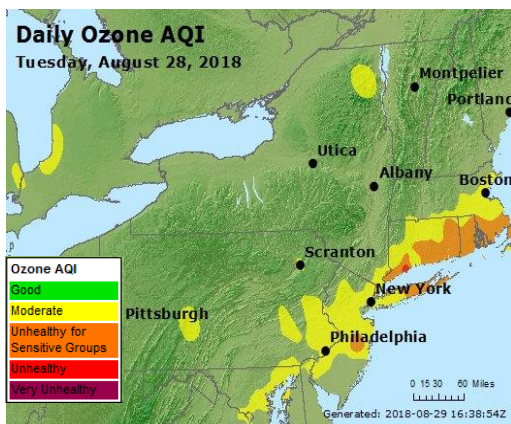 Daily Ozone AQI
Tuesday, August 28, 2018
Montpelier
Portland
Utica
Albany
Boston
Scranton
Ozone AQI
Good
Moderate
Unhealthy for
Sensitive Groups
Unhealthy
Very Unhealthy
New York
Pittsburgh
Philadelphia
0 15 30 60 Miles
Generated: 2018-08-29 16:38:54Z